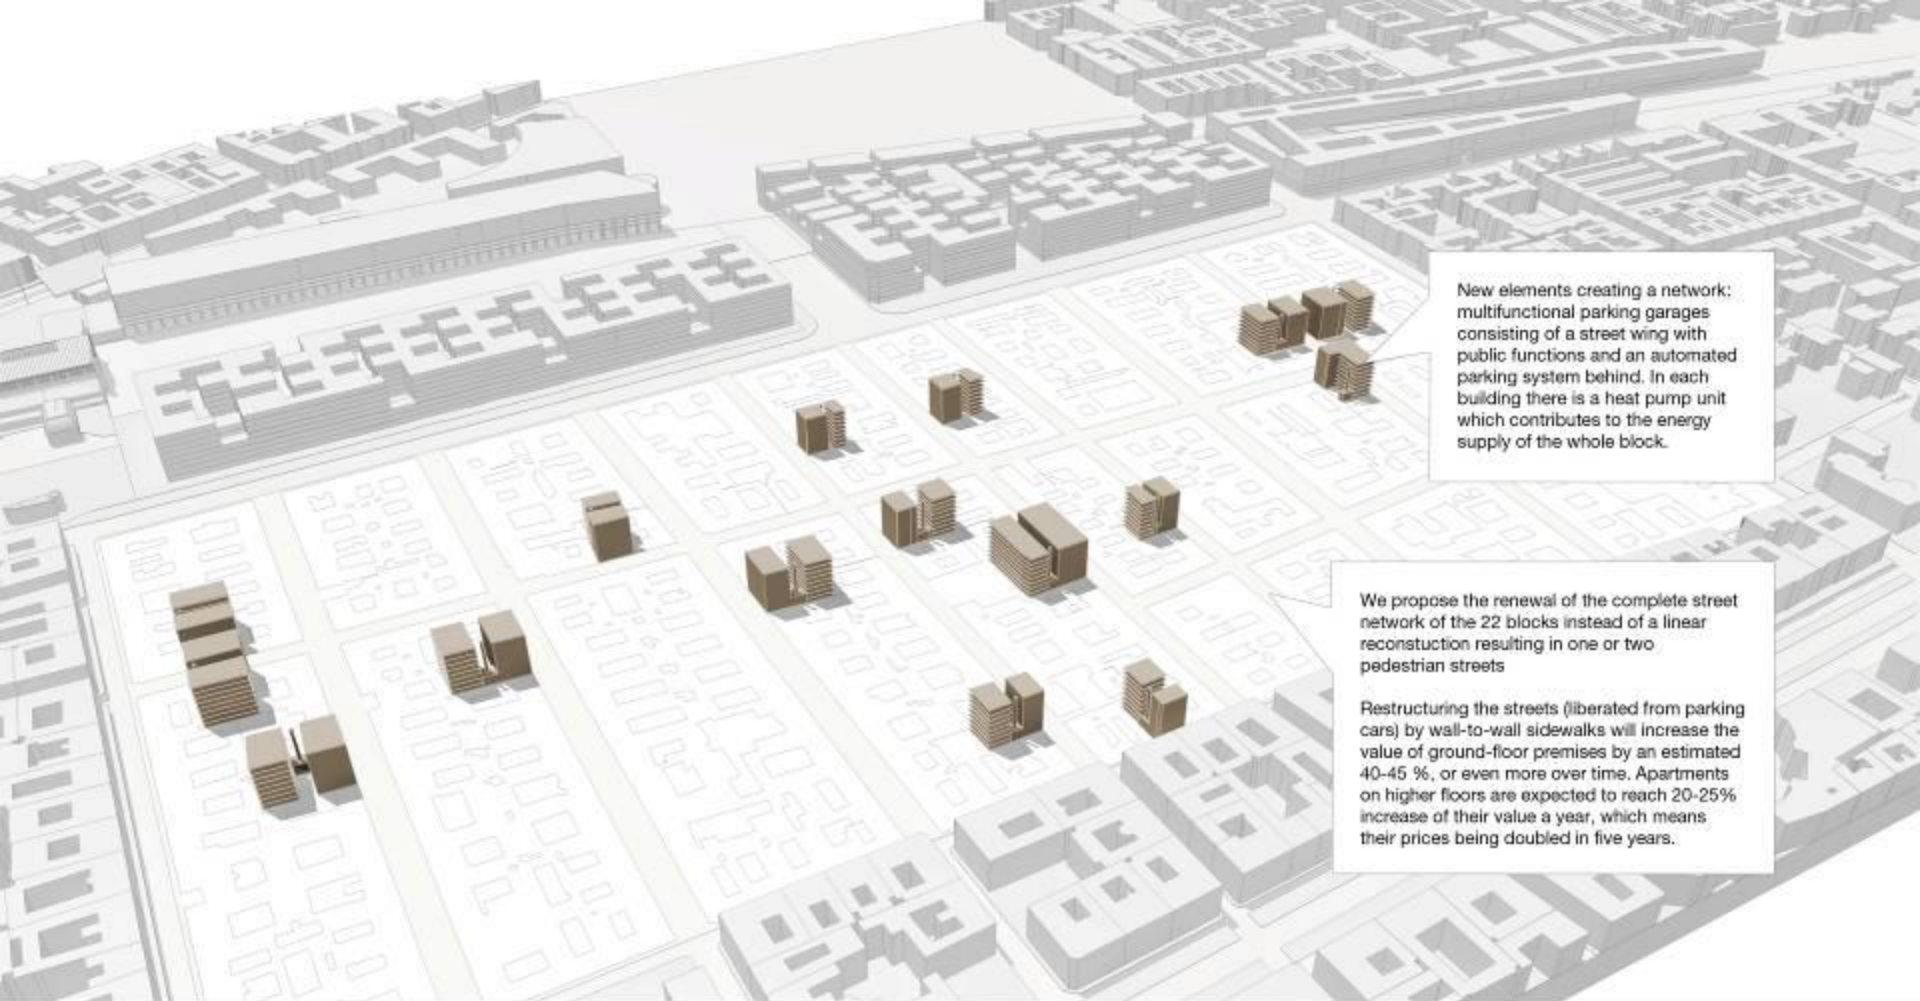 New elements creating a network:
multifunctional parking garages
consisting of a street wing with
public functions and an automated
parking system behind. In each
building there is a heat pump unit
which contributes to the energy
supply of the whole block.
We propose the renewal of the complete street
network of the 22 blocks instead of a linear
reconstuction resulting in one or two
pedestrian streets
Restructuring the streets (liberated from parking
cars) by wall-to-wall sidewalks will increase the
value of ground-floor premises by an estimated
40-45 %, or even more over time. Apartments
on higher floors are expected to reach 20-25%
increase of their value a year, which means
their prices being doubled in five years.